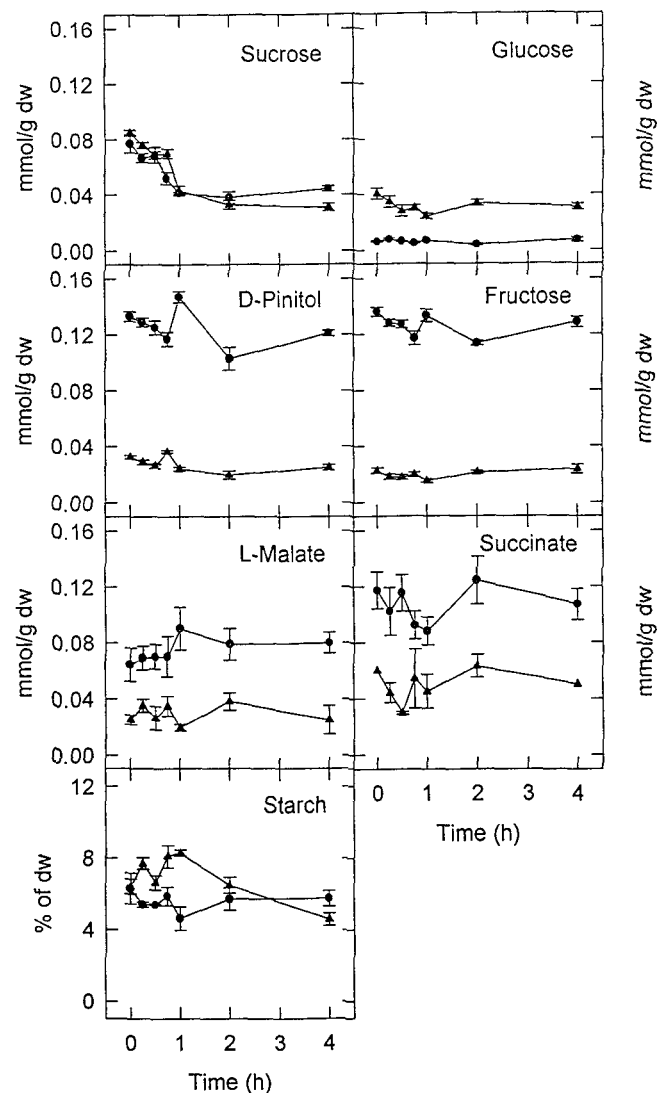 0.16
0.12
0.08
0.04
0.00
mmol/g dw
Sucrose
Glucose
mmol/g dw
0.16
0.12
0.08
0.04
0.00
mmol/g dw
D-Pinitol
Fructose
mmol/g dw
0.16
0.12
0.08
0.04
0.00
mmol/g dw
L-Malate
Succinate
mmol/g dw
12
8
4
0
% of dw
Starch
0 1 2 3 4
Time (h)
0 1 2 3 4
Time (h)